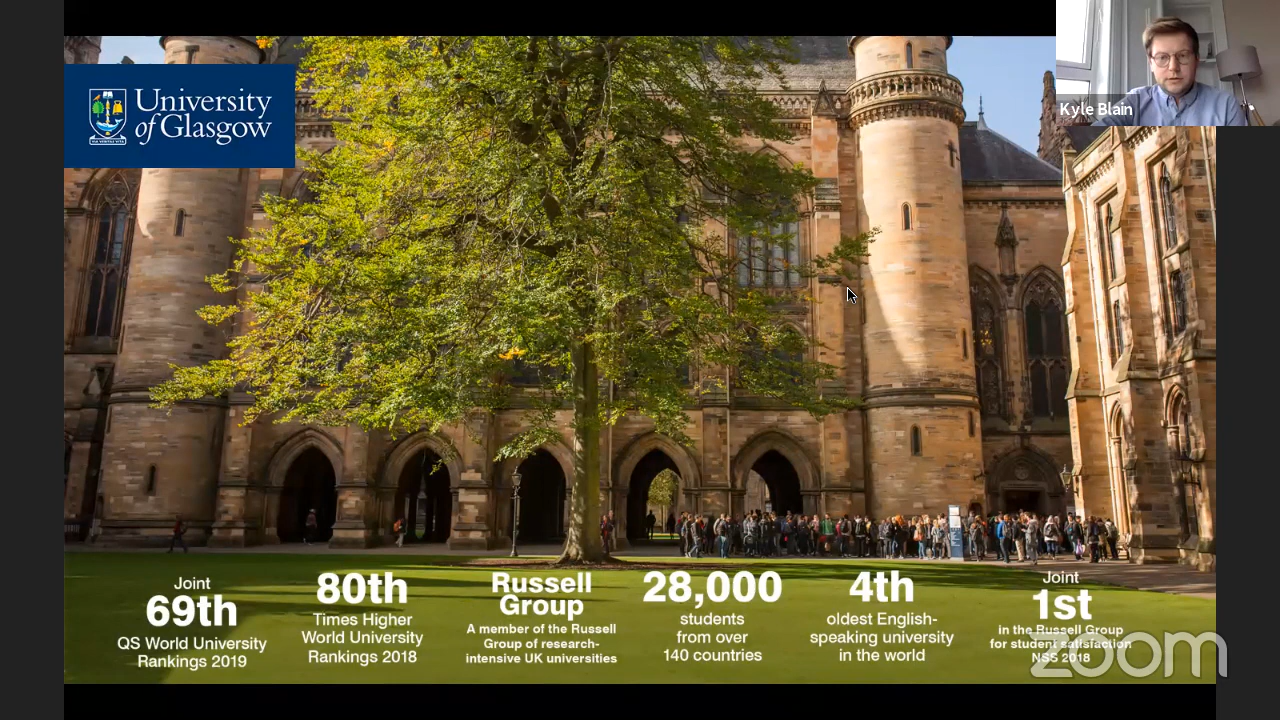 University
of Glasgow
VIA VERITAS VITA
Kyle Blain
Joint
69th
QS World University
Rankings 2019
80th
Times Higher
World University
Rankings 2018
Russell
Group
A member of the Russell
Group of research-
intensive UK universities
28,000
students
from over
140 countries
4th
oldest English-
speaking university
in the world
Joint
1st
in the Russell Group
for student satisfaction
NSS 2018
zoom